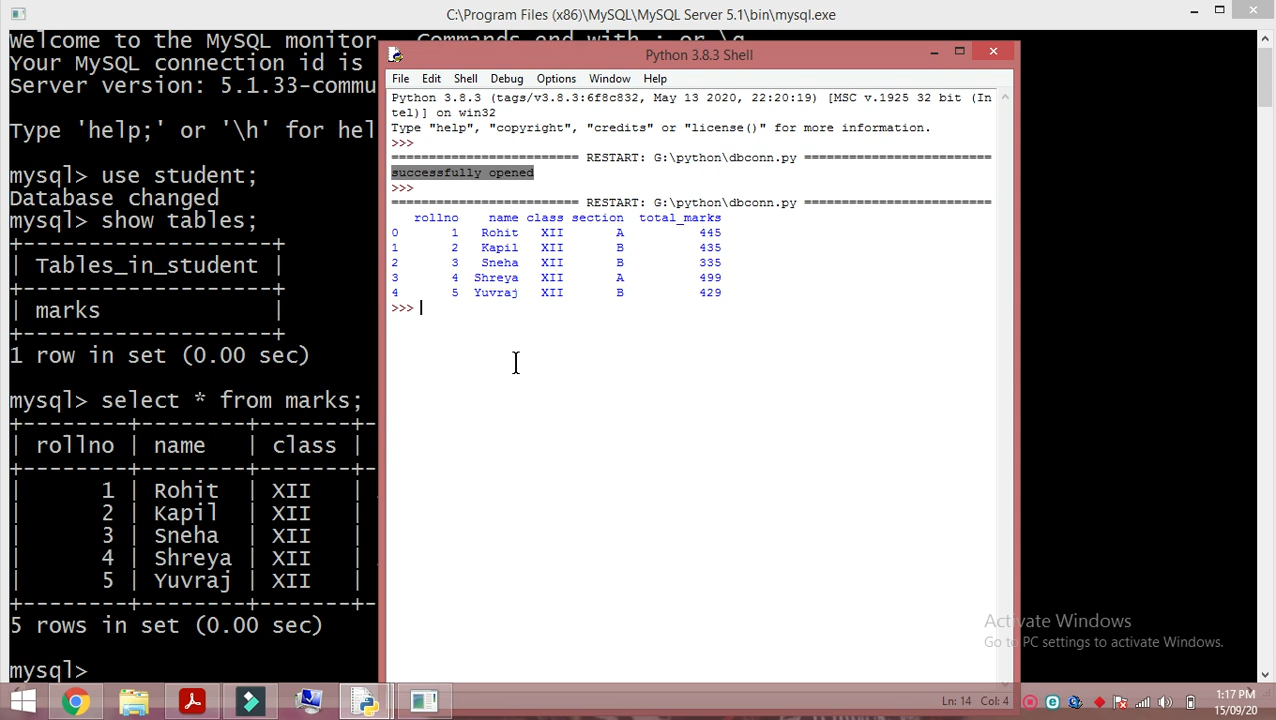 C:\Program Files (x86)\MySQL\MySQL Server 5.1\bin\mysql.exe
Welcome to the MySQL monitor. Commands end with ; or \g.
Your MySQL connection id is
Server version: 5.1.33-commu
Type 'help;' or '\h' for hel
mysql> use student;
Database changed
mysql> show tables;
+-------------------+
| Tables_in_student |
+-------------------+
| marks             |
+-------------------+
1 row in set (0.00 sec)
mysql> select * from marks;
+--------+---------+-------+-
| rollno | name    | class |
+--------+---------+-------+-
|      1 | Rohit   | XII   |
|      2 | Kapil   | XII   |
|      3 | Sneha   | XII   |
|      4 | Shreya  | XII   |
|      5 | Yuvraj  | XII   |
+--------+---------+-------+-
5 rows in set (0.00 sec)
mysql>
Python 3.8.3 Shell
File Edit Shell Debug Options Window Help
Python 3.8.3 (tags/v3.8.3:6f8c832, May 13 2020, 22:20:19) [MSC v.1925 32 bit (In
tel)] on win32
Type "help", "copyright", "credits" or "license()" for more information.
>>>
========================= RESTART: G:\python\dbconn.py =========================
successfully opened
>>>
========================= RESTART: G:\python\dbconn.py =========================
   rollno    name class section  total_marks
0       1   Rohit   XII       A          445
1       2   Kapil   XII       B          435
2       3   Sneha   XII       B          335
3       4  Shreya   XII       A          499
4       5  Yuvraj   XII       B          429
>>>
Ln: 14 Col: 4
Activate Windows
Go to PC settings to activate Windows.
1:17 PM
15/09/20